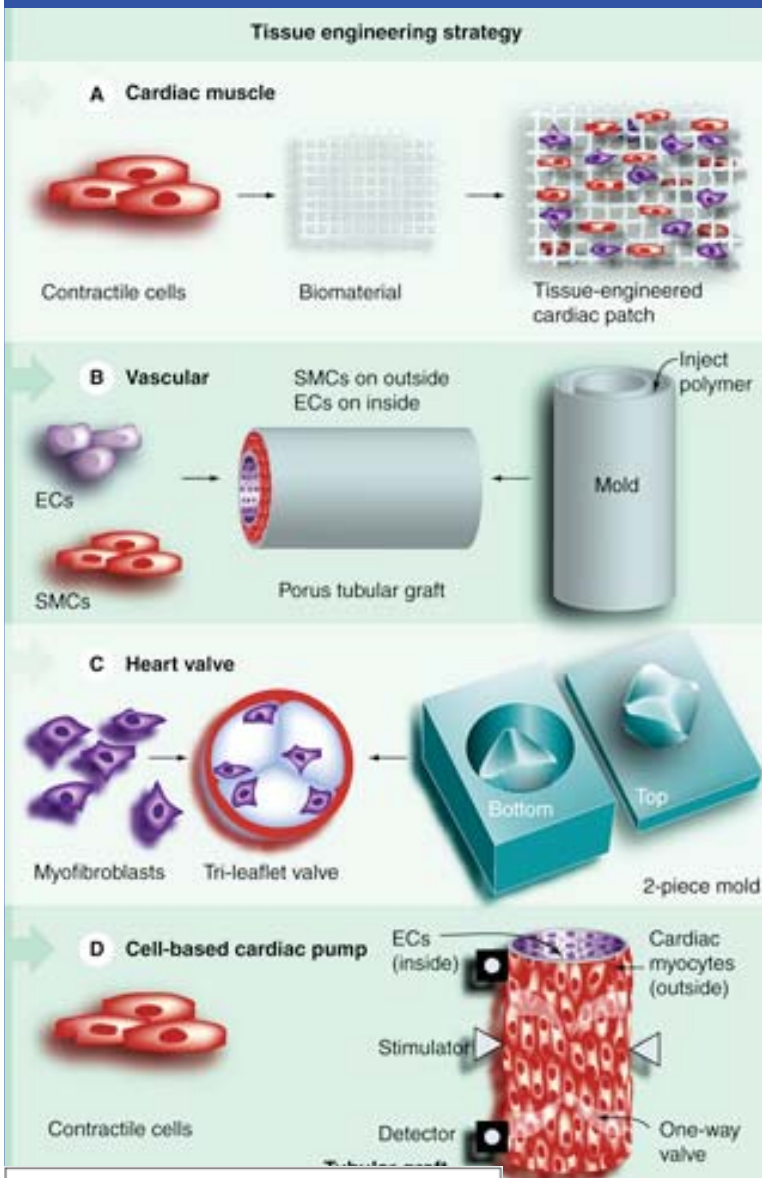 Tissue engineering strategy
A Cardiac muscle
Contractile cells
Biomaterial
Tissue-engineered
cardiac patch
B Vascular
SMCs on outside
ECs on inside
Inject
polymer
ECs
SMCs
Porus tubular graft
Mold
C Heart valve
Myofibroblasts
Tri-leaflet valve
Bottom
Top
2-piece mold
D Cell-based cardiac pump
Contractile cells
ECs
(inside)
Cardiac
myocytes
(outside)
Stimulator
Detector
One-way
valve
Tubular graft